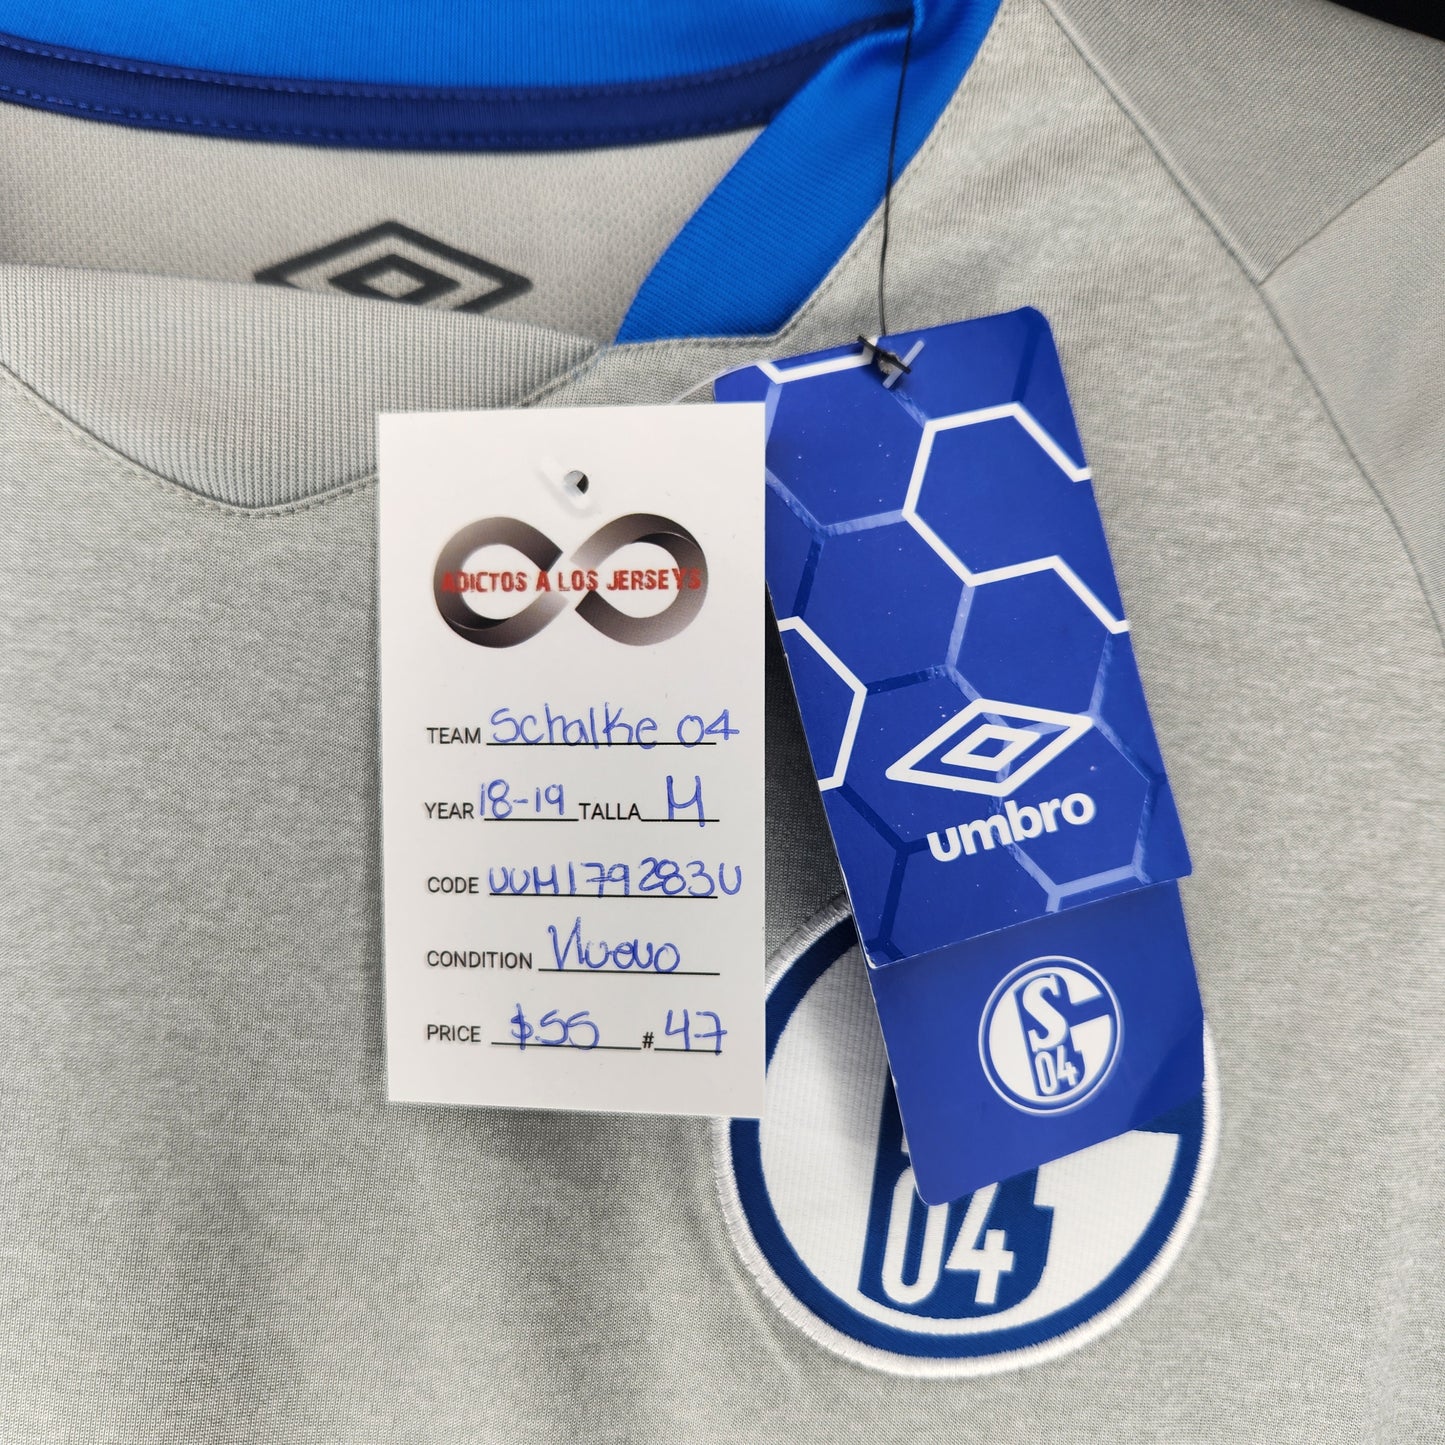 ADICTOS A LOS JERSEYS
TEAM Schalke 04
YEAR 18-19 TALLA M
CODE UUM179283U
CONDITION Nuevo
PRICE $55 # 47
umbro
S
04
04